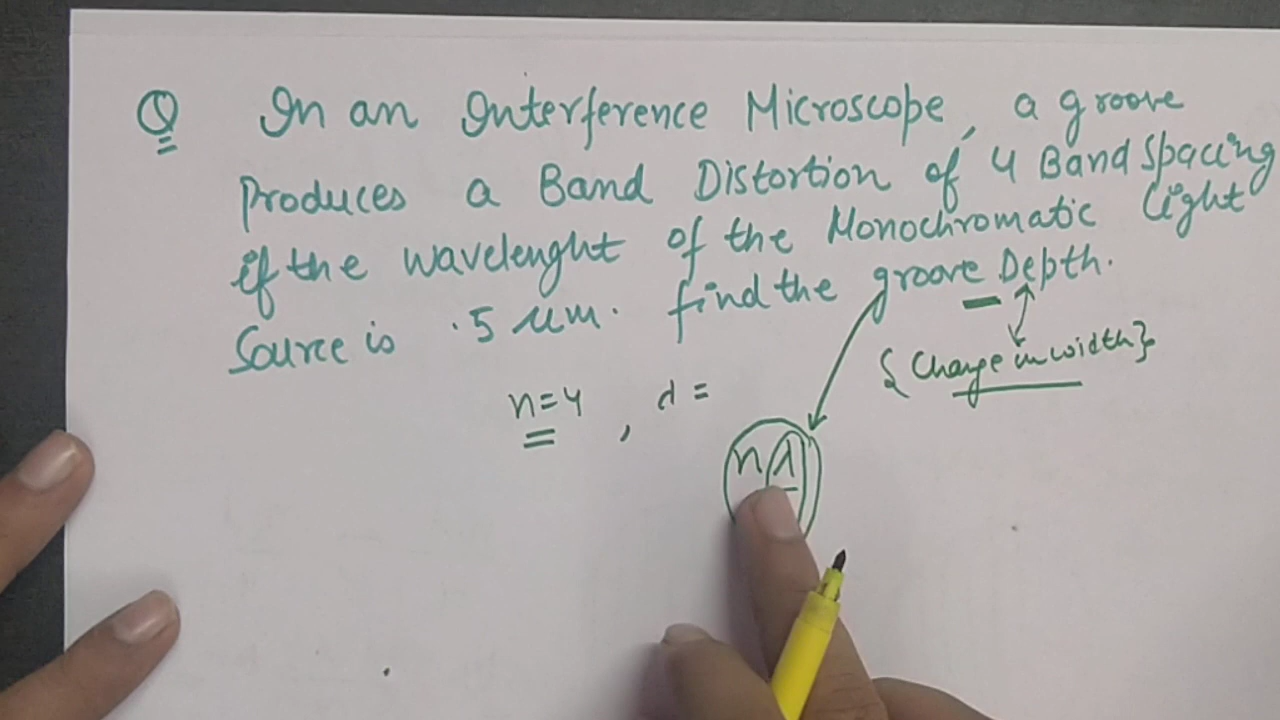 Q In an Interference Microscope, a groove
Produces a Band Distortion of 4 Band Spacing
if the wavelenght of the Monochromatic light
Source is .5 um. find the groove Depth.
{Change in width}
n=4, λ =
nλ